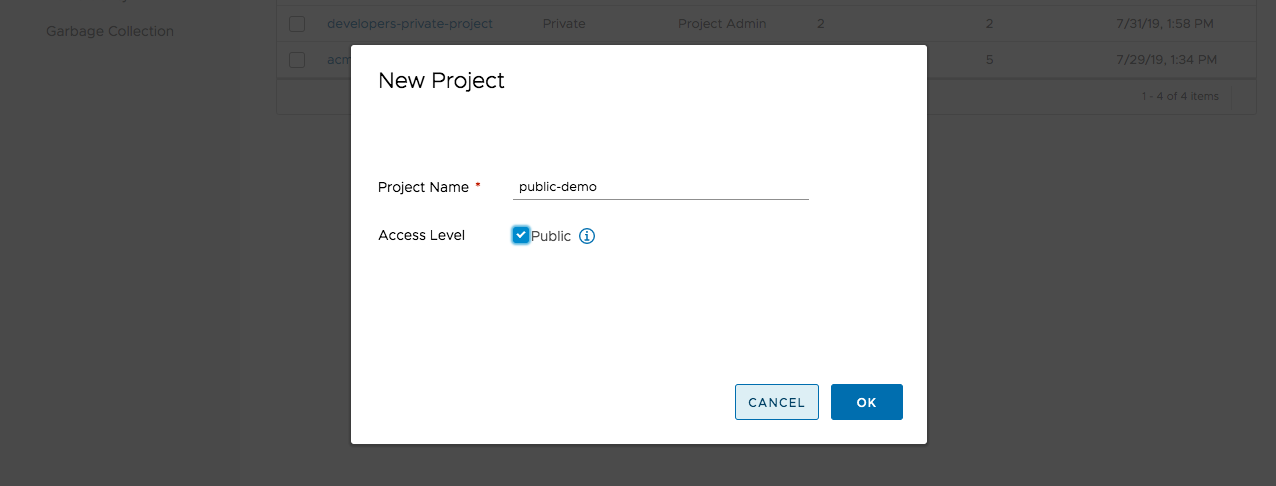 developers-private-project Private Project Admin 2 2 7/31/19, 1:58 PM
Garbage Collection
acm 5 7/29/19, 1:34 PM
New Project
1 - 4 of 4 items
Project Name * public-demo
Access Level Public
CANCEL OK